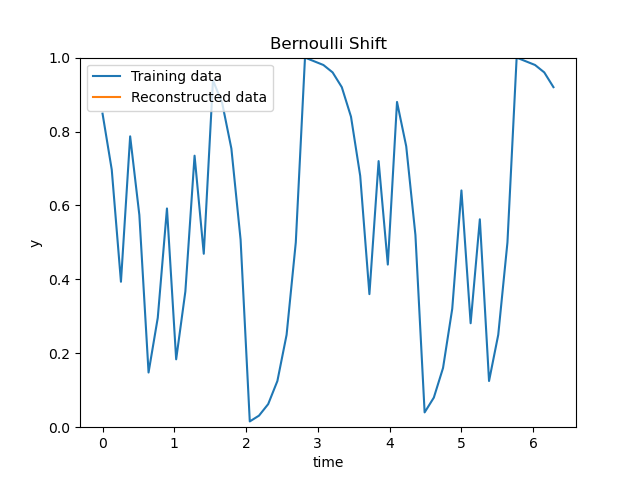 Bernoulli Shift
Training data
Reconstructed data
1.0
0.8
0.6
0.4
0.2
0.0
y
0 1 2 3 4 5 6
time